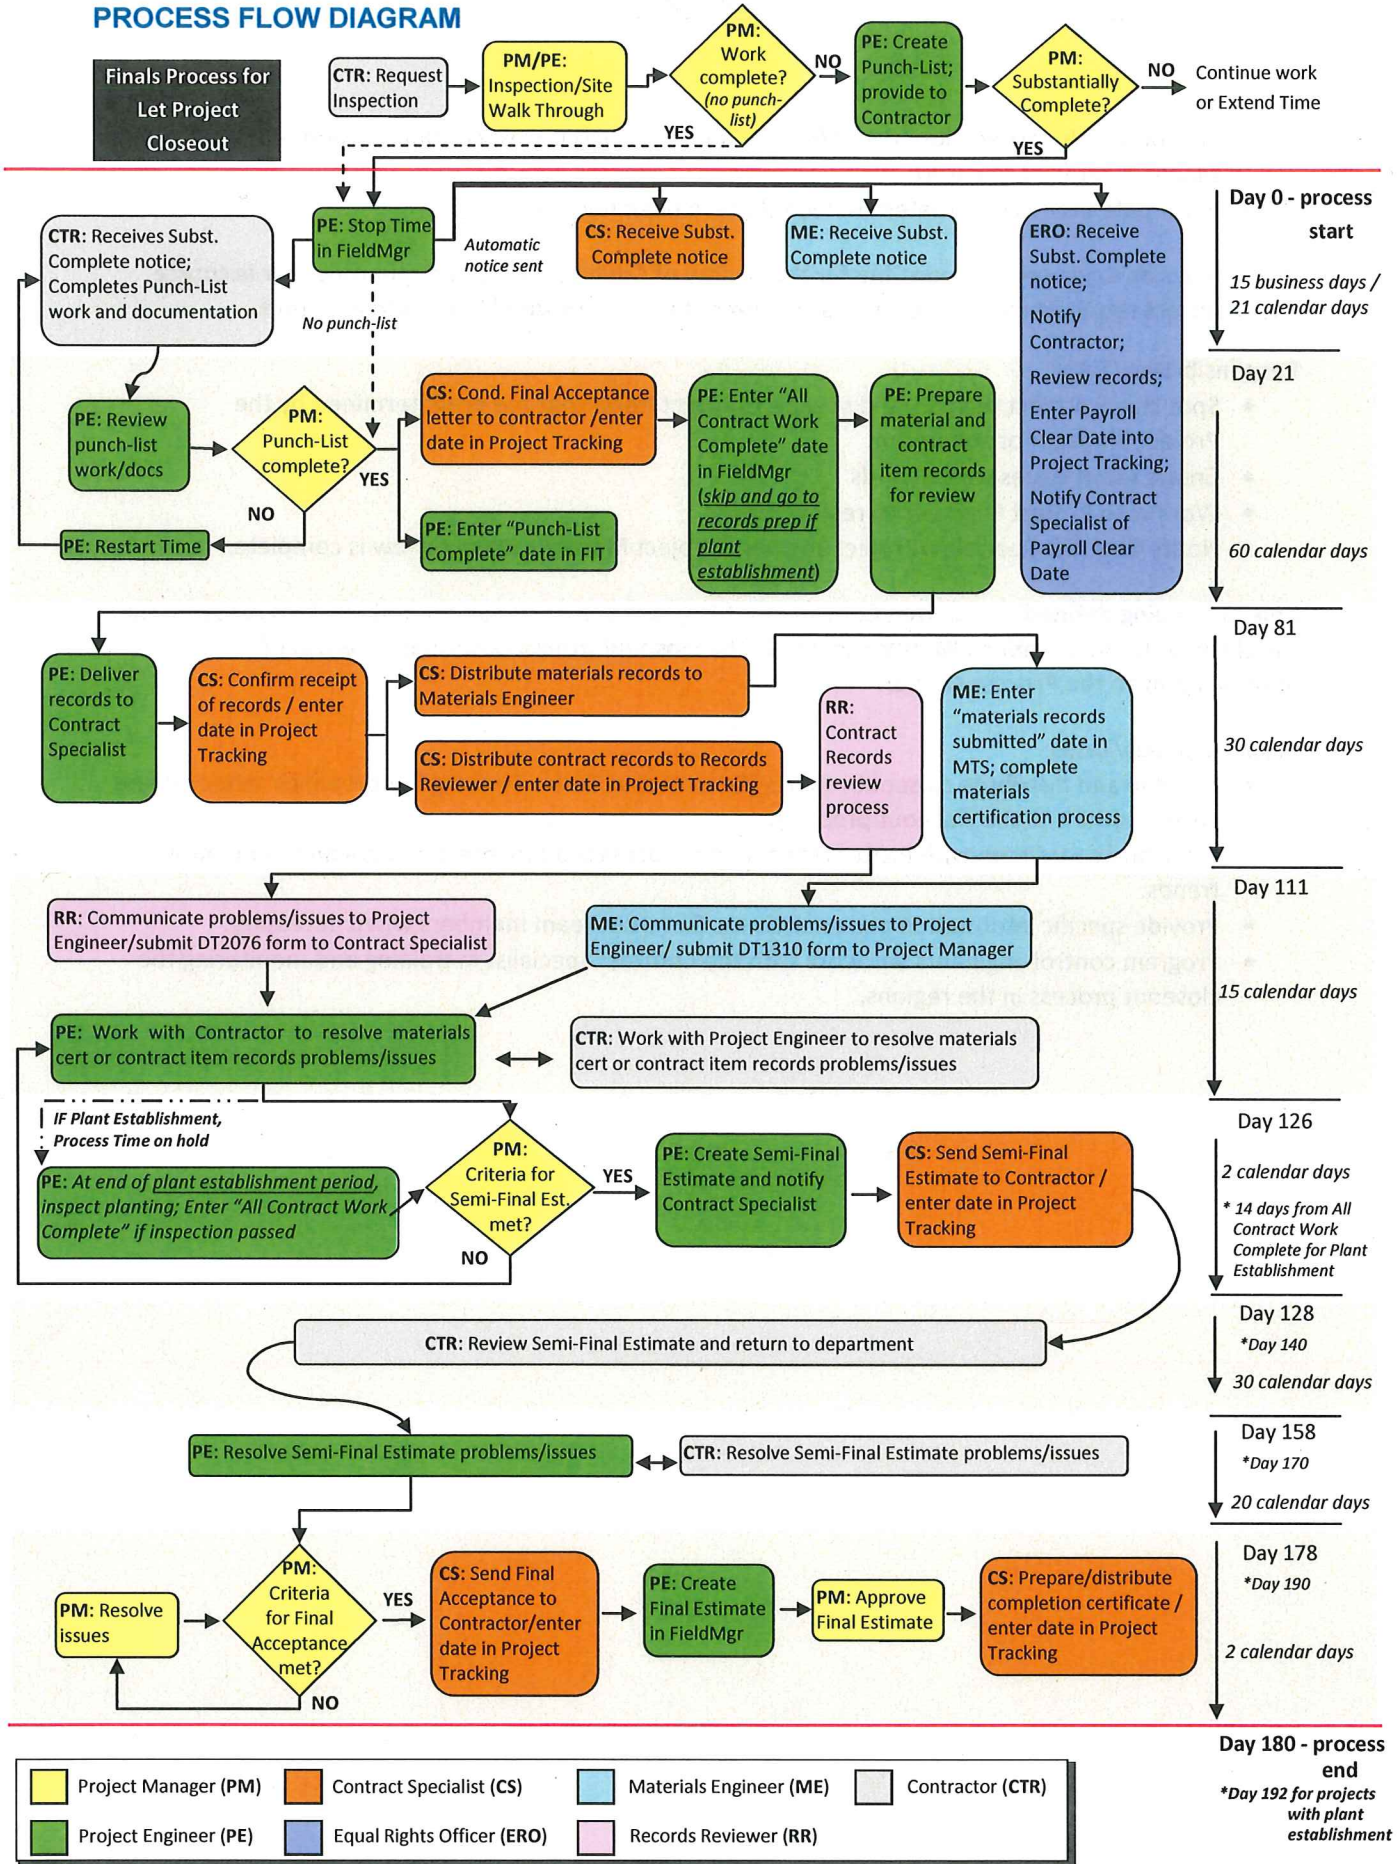 PROCESS FLOW DIAGRAM
Finals Process for
Let Project
Closeout
CTR: Request
Inspection
PM/PE:
Inspection/Site
Walk Through
PM:
Work
complete?
(no punch-
list)
NO
YES
PE: Create
Punch-List;
provide to
Contractor
PM:
Substantially
Complete?
NO
YES
Continue work
or Extend Time
Day 0 - process
start
15 business days /
21 calendar days
CTR: Receives Subst.
Complete notice;
Completes Punch-List
work and documentation
PE: Stop Time
in FieldMgr
Automatic
notice sent
No punch-list
CS: Receive Subst.
Complete notice
ME: Receive Subst.
Complete notice
ERO: Receive
Subst. Complete
notice;
Notify
Contractor;
Review records;
Enter Payroll
Clear Date into
Project Tracking;
Notify Contract
Specialist of
Payroll Clear
Date
Day 21
60 calendar days
PE: Review
punch-list
work/docs
PM:
Punch-List
complete?
YES
NO
PE: Restart Time
CS: Cond. Final Acceptance
letter to contractor /enter
date in Project Tracking
PE: Enter "Punch-List
Complete" date in FIT
PE: Enter "All
Contract Work
Complete" date
in FieldMgr
(skip and go to
records prep if
plant
establishment)
PE: Prepare
material and
contract
item records
for review
Day 81
30 calendar days
PE: Deliver
records to
Contract
Specialist
CS: Confirm receipt
of records / enter
date in Project
Tracking
CS: Distribute materials records to
Materials Engineer
CS: Distribute contract records to Records
Reviewer / enter date in Project Tracking
RR:
Contract
Records
review
process
ME: Enter
"materials records
submitted" date in
MTS; complete
materials
certification process
Day 111
15 calendar days
RR: Communicate problems/issues to Project
Engineer/submit DT2076 form to Contract Specialist
ME: Communicate problems/issues to Project
Engineer/ submit DT1310 form to Project Manager
PE: Work with Contractor to resolve materials
cert or contract item records problems/issues
CTR: Work with Project Engineer to resolve materials
cert or contract item records problems/issues
Day 126
2 calendar days
* 14 days from All
Contract Work
Complete for Plant
Establishment
IF Plant Establishment,
Process Time on hold
PE: At end of plant establishment period,
inspect planting; Enter "All Contract Work
Complete" if inspection passed
PM:
Criteria for
Semi-Final Est.
met?
YES
NO
PE: Create Semi-Final
Estimate and notify
Contract Specialist
CS: Send Semi-Final
Estimate to Contractor /
enter date in Project
Tracking
Day 128
*Day 140
30 calendar days
CTR: Review Semi-Final Estimate and return to department
Day 158
*Day 170
20 calendar days
PE: Resolve Semi-Final Estimate problems/issues
CTR: Resolve Semi-Final Estimate problems/issues
Day 178
*Day 190
2 calendar days
PM: Resolve
issues
PM:
Criteria
for Final
Acceptance
met?
YES
NO
CS: Send Final
Acceptance to
Contractor/enter
date in Project
Tracking
PE: Create
Final Estimate
in FieldMgr
PM: Approve
Final Estimate
CS: Prepare/distribute
completion certificate /
enter date in Project
Tracking
Day 180 - process
end
*Day 192 for projects
with plant
establishment
Project Manager (PM)
Contract Specialist (CS)
Materials Engineer (ME)
Contractor (CTR)
Project Engineer (PE)
Equal Rights Officer (ERO)
Records Reviewer (RR)